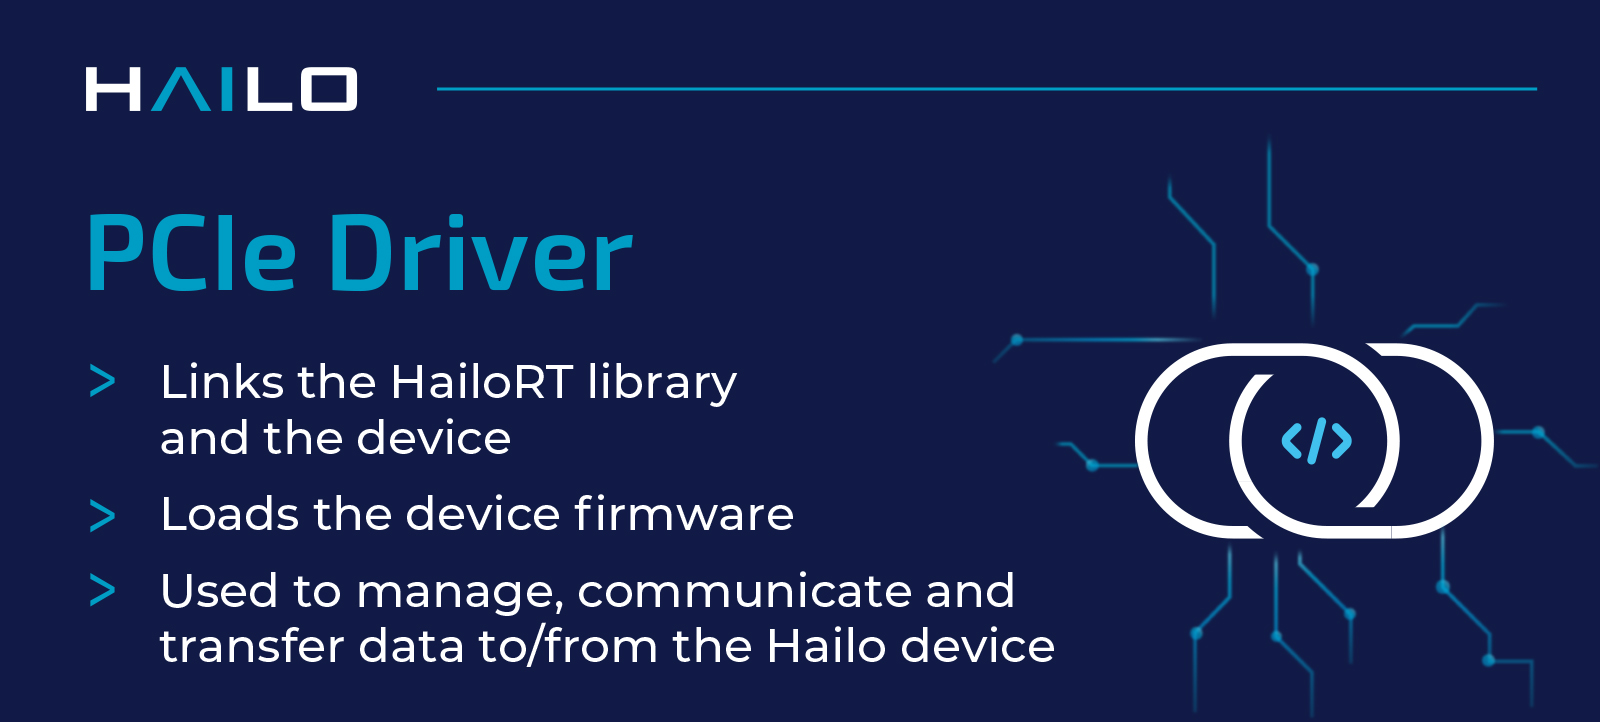 HAILO
PCIe Driver
> Links the HailoRT library
and the device
> Loads the device firmware
> Used to manage, communicate and
transfer data to/from the Hailo device
</>